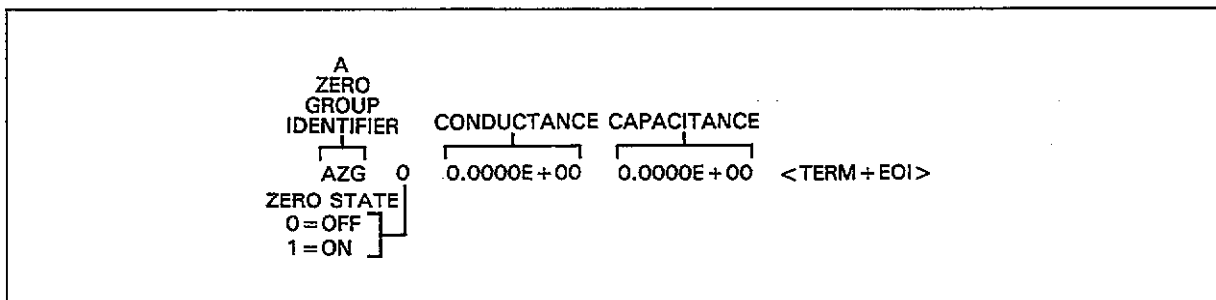 A
ZERO
GROUP
IDENTIFIER CONDUCTANCE CAPACITANCE
AZG 0 0.0000E+00 0.0000E+00 <TERM+EOI>
ZERO STATE
0=OFF
1=ON